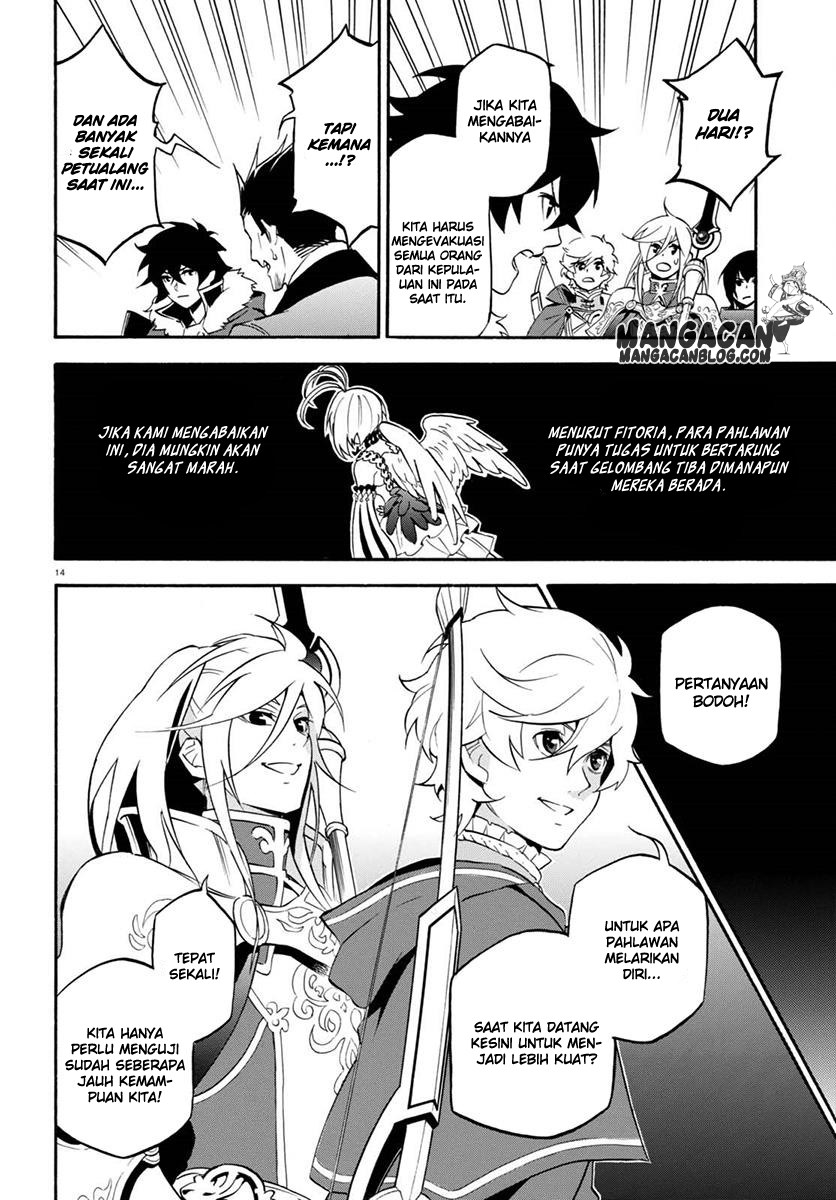 DUA
HARI!?
JIKA KITA
MENGABAI-
KANNYA
KITA HARUS
MENGEVAKUASI
SEMUA ORANG
DARI KEPULA-
UAN INI PADA
SAAT ITU.
TAPI
KEMANA
...!?
DAN ADA
BANYAK
SEKALI
PETUALANG
SAAT INI...
MANGACAN
MANGACANBLOG.COM
MENURUT FITORIA, PARA PAHLAWAN
PUNYA TUGAS UNTUK BERTARUNG
SAAT GELOMBANG TIBA DIMANAPUN
MEREKA BERADA.
JIKA KAMI MENGABAIKAN
INI, DIA MUNGKIN AKAN
SANGAT MARAH.
14
PERTANYAAN
BODOH!
UNTUK APA
PAHLAWAN
MELARIKAN
DIRI...
SAAT KITA DATANG
KESINI UNTUK MEN-
JADI LEBIH KUAT?
TEPAT
SEKALI!
KITA HANYA
PERLU MENGUJI
SUDAH SEBERAPA
JAUH KEMAM-
PUAN KITA!